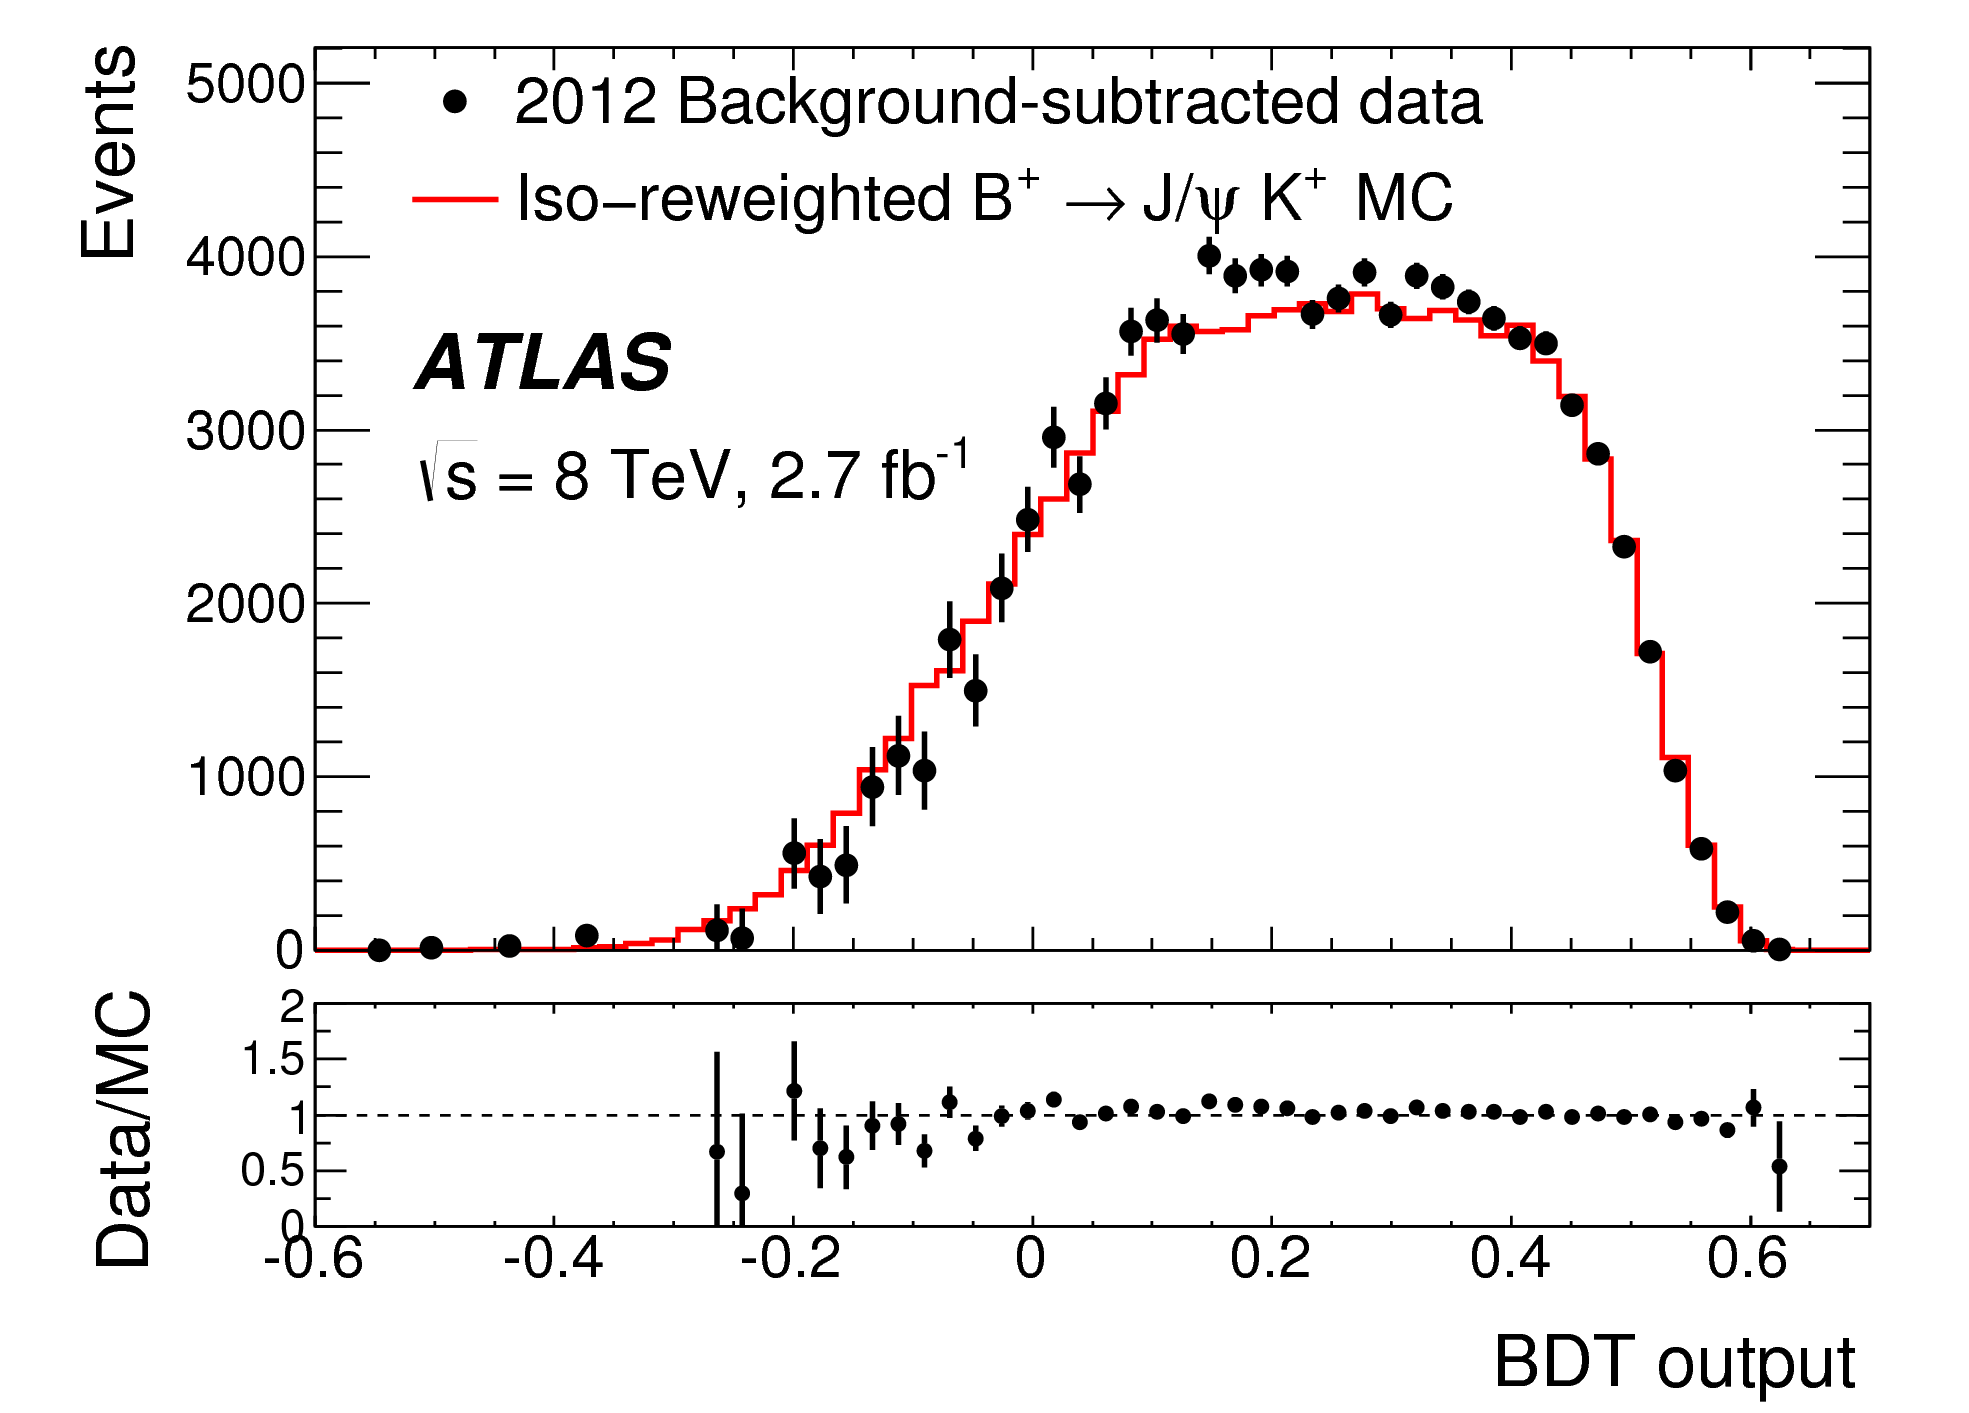 Events
5000
4000
3000
2000
1000
0
2012 Background-subtracted data
Iso−reweighted B⁺ → J/ψ K⁺ MC
ATLAS
√s = 8 TeV, 2.7 fb⁻¹
Data/MC
2
1.5
1
0.5
0
-0.6 -0.4 -0.2 0 0.2 0.4 0.6
BDT output